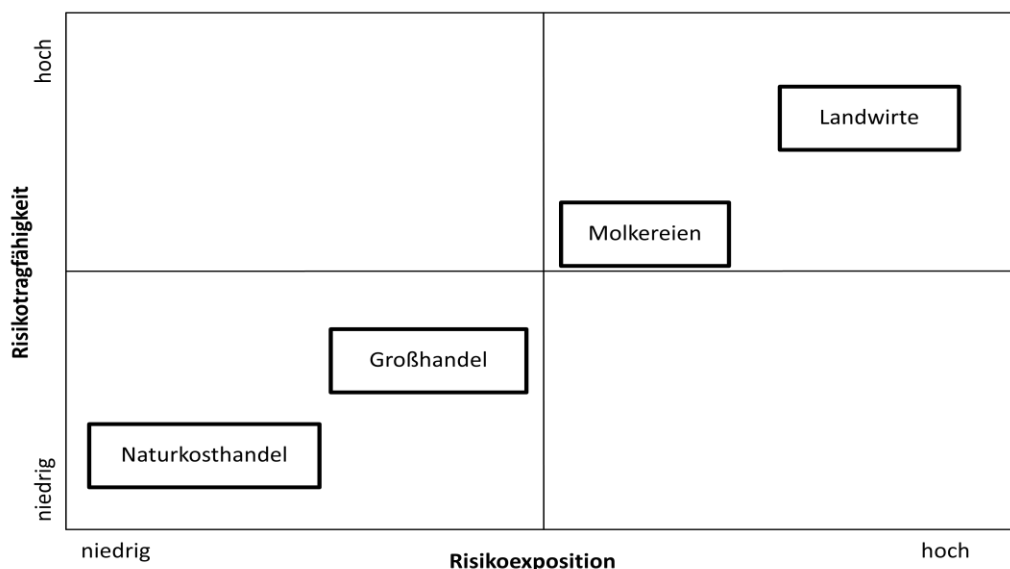 hoch
Landwirte
Molkereien
Risikotragfähigkeit
Großhandel
Naturkosthandel
niedrig
niedrig
hoch
Risikoexposition